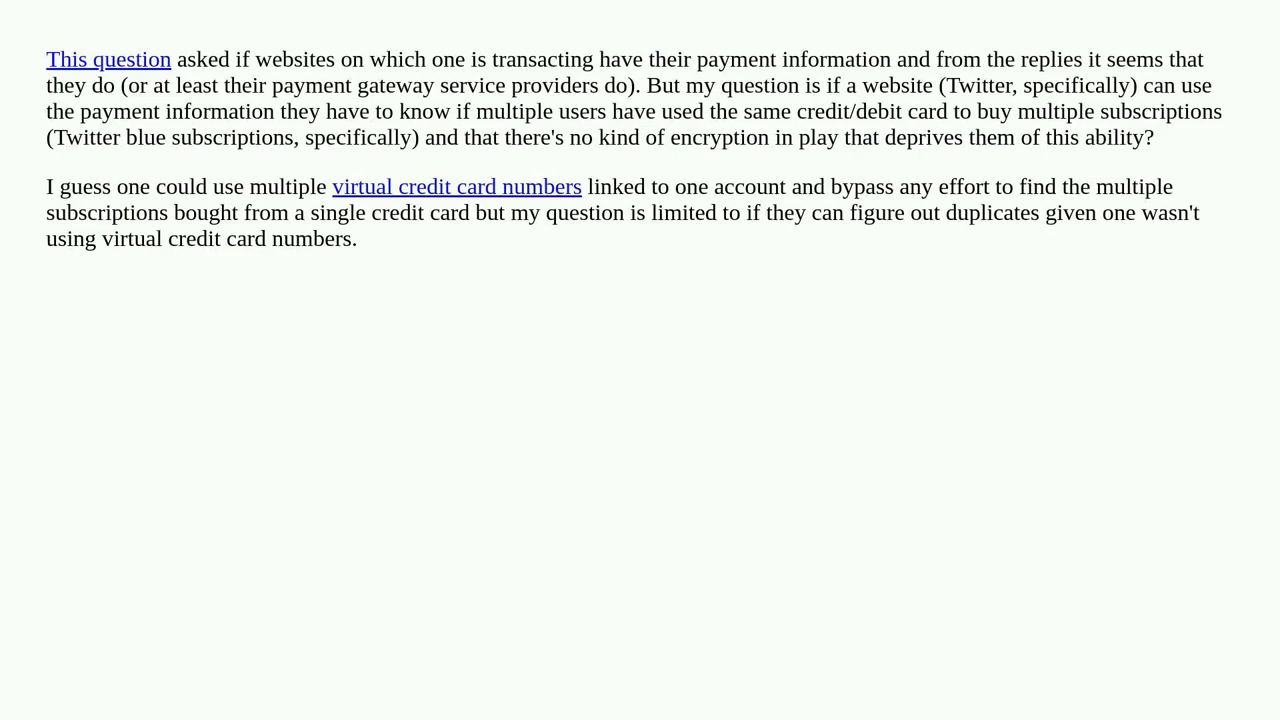 This question asked if websites on which one is transacting have their payment information and from the replies it seems that
they do (or at least their payment gateway service providers do). But my question is if a website (Twitter, specifically) can use
the payment information they have to know if multiple users have used the same credit/debit card to buy multiple subscriptions
(Twitter blue subscriptions, specifically) and that there's no kind of encryption in play that deprives them of this ability?
I guess one could use multiple virtual credit card numbers linked to one account and bypass any effort to find the multiple
subscriptions bought from a single credit card but my question is limited to if they can figure out duplicates given one wasn't
using virtual credit card numbers.